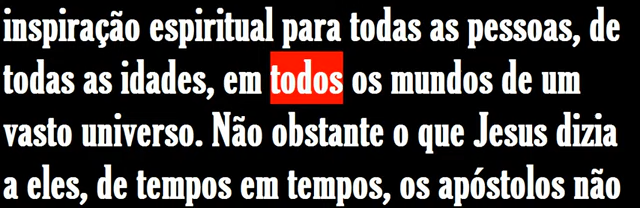 inspiração espiritual para todas as pessoas, de
todas as idades, em todos os mundos de um
vasto universo. Não obstante o que Jesus dizia
a eles, de tempos em tempos, os apóstolos não